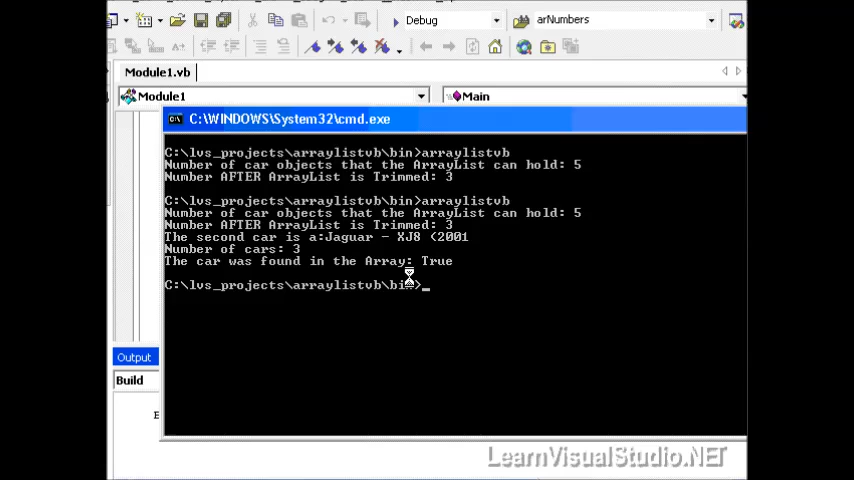 Debug
arNumbers
Module1.vb
Module1
Main
C:\WINDOWS\System32\cmd.exe
C:\lvs_projects\arraylistvb\bin>arraylistvb
Number of car objects that the ArrayList can hold: 5
Number AFTER ArrayList is Trimmed: 3
C:\lvs_projects\arraylistvb\bin>arraylistvb
Number of car objects that the ArrayList can hold: 5
Number AFTER ArrayList is Trimmed: 3
The second car is a:Jaguar - XJ8 (2001
Number of cars: 3
The car was found in the Array: True
C:\lvs_projects\arraylistvb\bin>_
Output
Build
LearnVisualStudio.NET